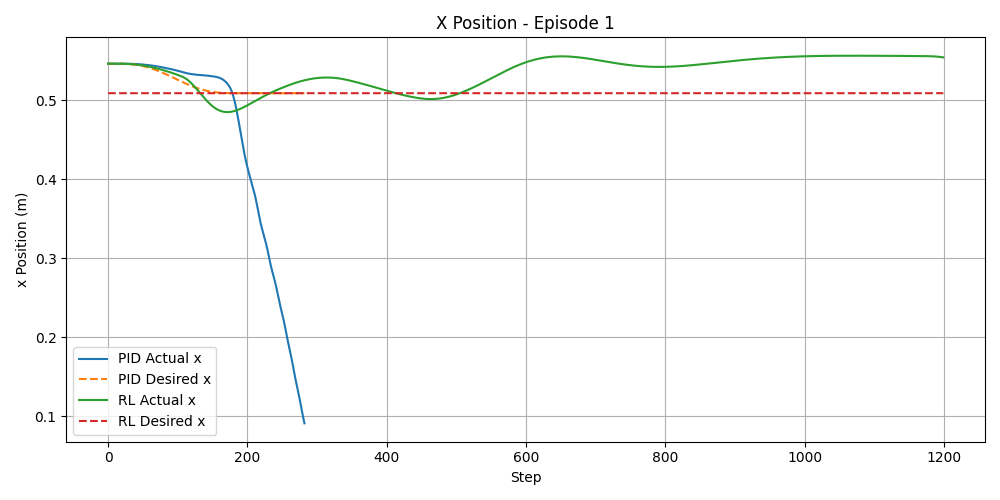 X Position - Episode 1
x Position (m)
0.5
0.4
0.3
0.2
0.1
PID Actual x
PID Desired x
RL Actual x
RL Desired x
0 200 400 600 800 1000 1200
Step